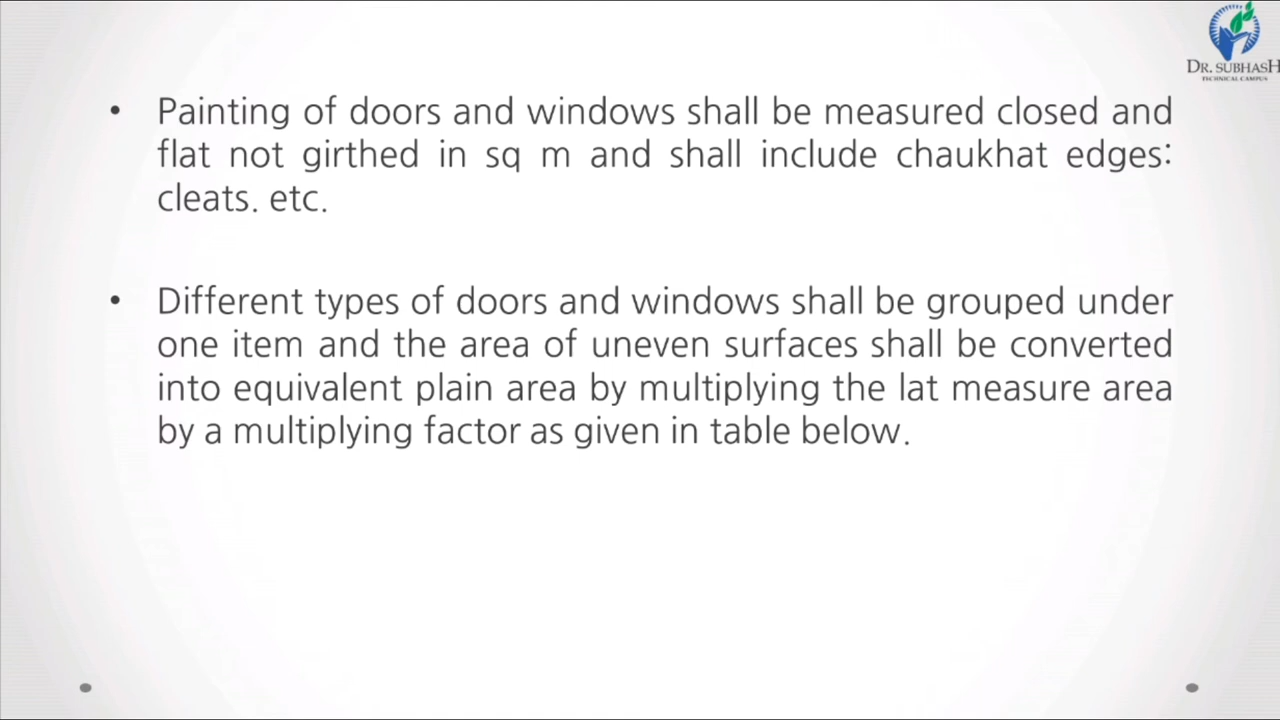 DR. SUBHASH
TECHNICAL CAMPUS
• Painting of doors and windows shall be measured closed and
flat not girthed in sq m and shall include chaukhat edges:
cleats. etc.
• Different types of doors and windows shall be grouped under
one item and the area of uneven surfaces shall be converted
into equivalent plain area by multiplying the lat measure area
by a multiplying factor as given in table below.